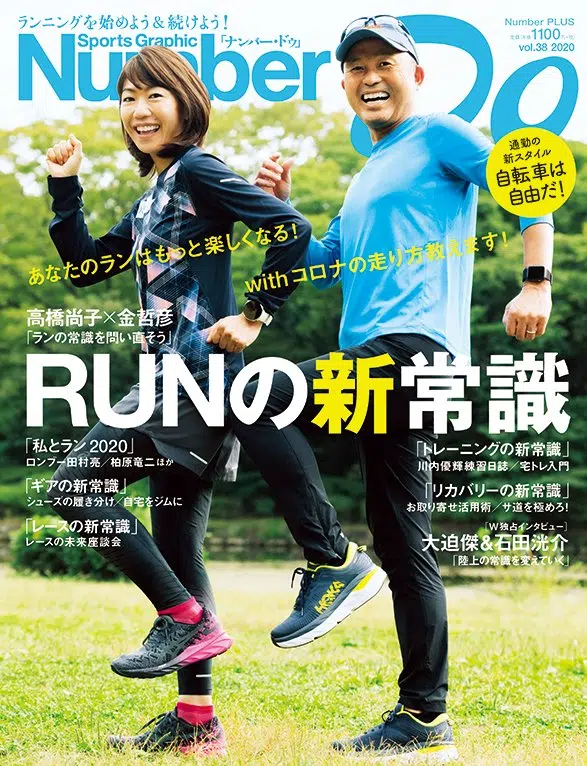 ランニングを始めよう&続けよう!
Sports Graphic「ナンバー・ドゥ」
Number Do
Number PLUS
1100
vol.38 2020
通勤の
新スタイル
自転車は
自由だ!
あなたのランはもっと楽しくなる!
withコロナの走り方教えます!
高橋尚子×金哲彦
「ランの常識を問い直そう」
RUNの新常識
「私とラン2020」
ロンブー田村亮/柏原竜二ほか
「ギアの新常識」
シューズの履き分け/自宅をジムに
「レースの新常識」
レースの未来座談会
「トレーニングの新常識」
川内優輝練習日誌/宅トレ入門
「リカバリーの新常識」
お取り寄せ活用術/サ道を極める!
[W独占インタビュー]
大迫傑&石田洸介
「陸上の常識を変えていく」
HOKA